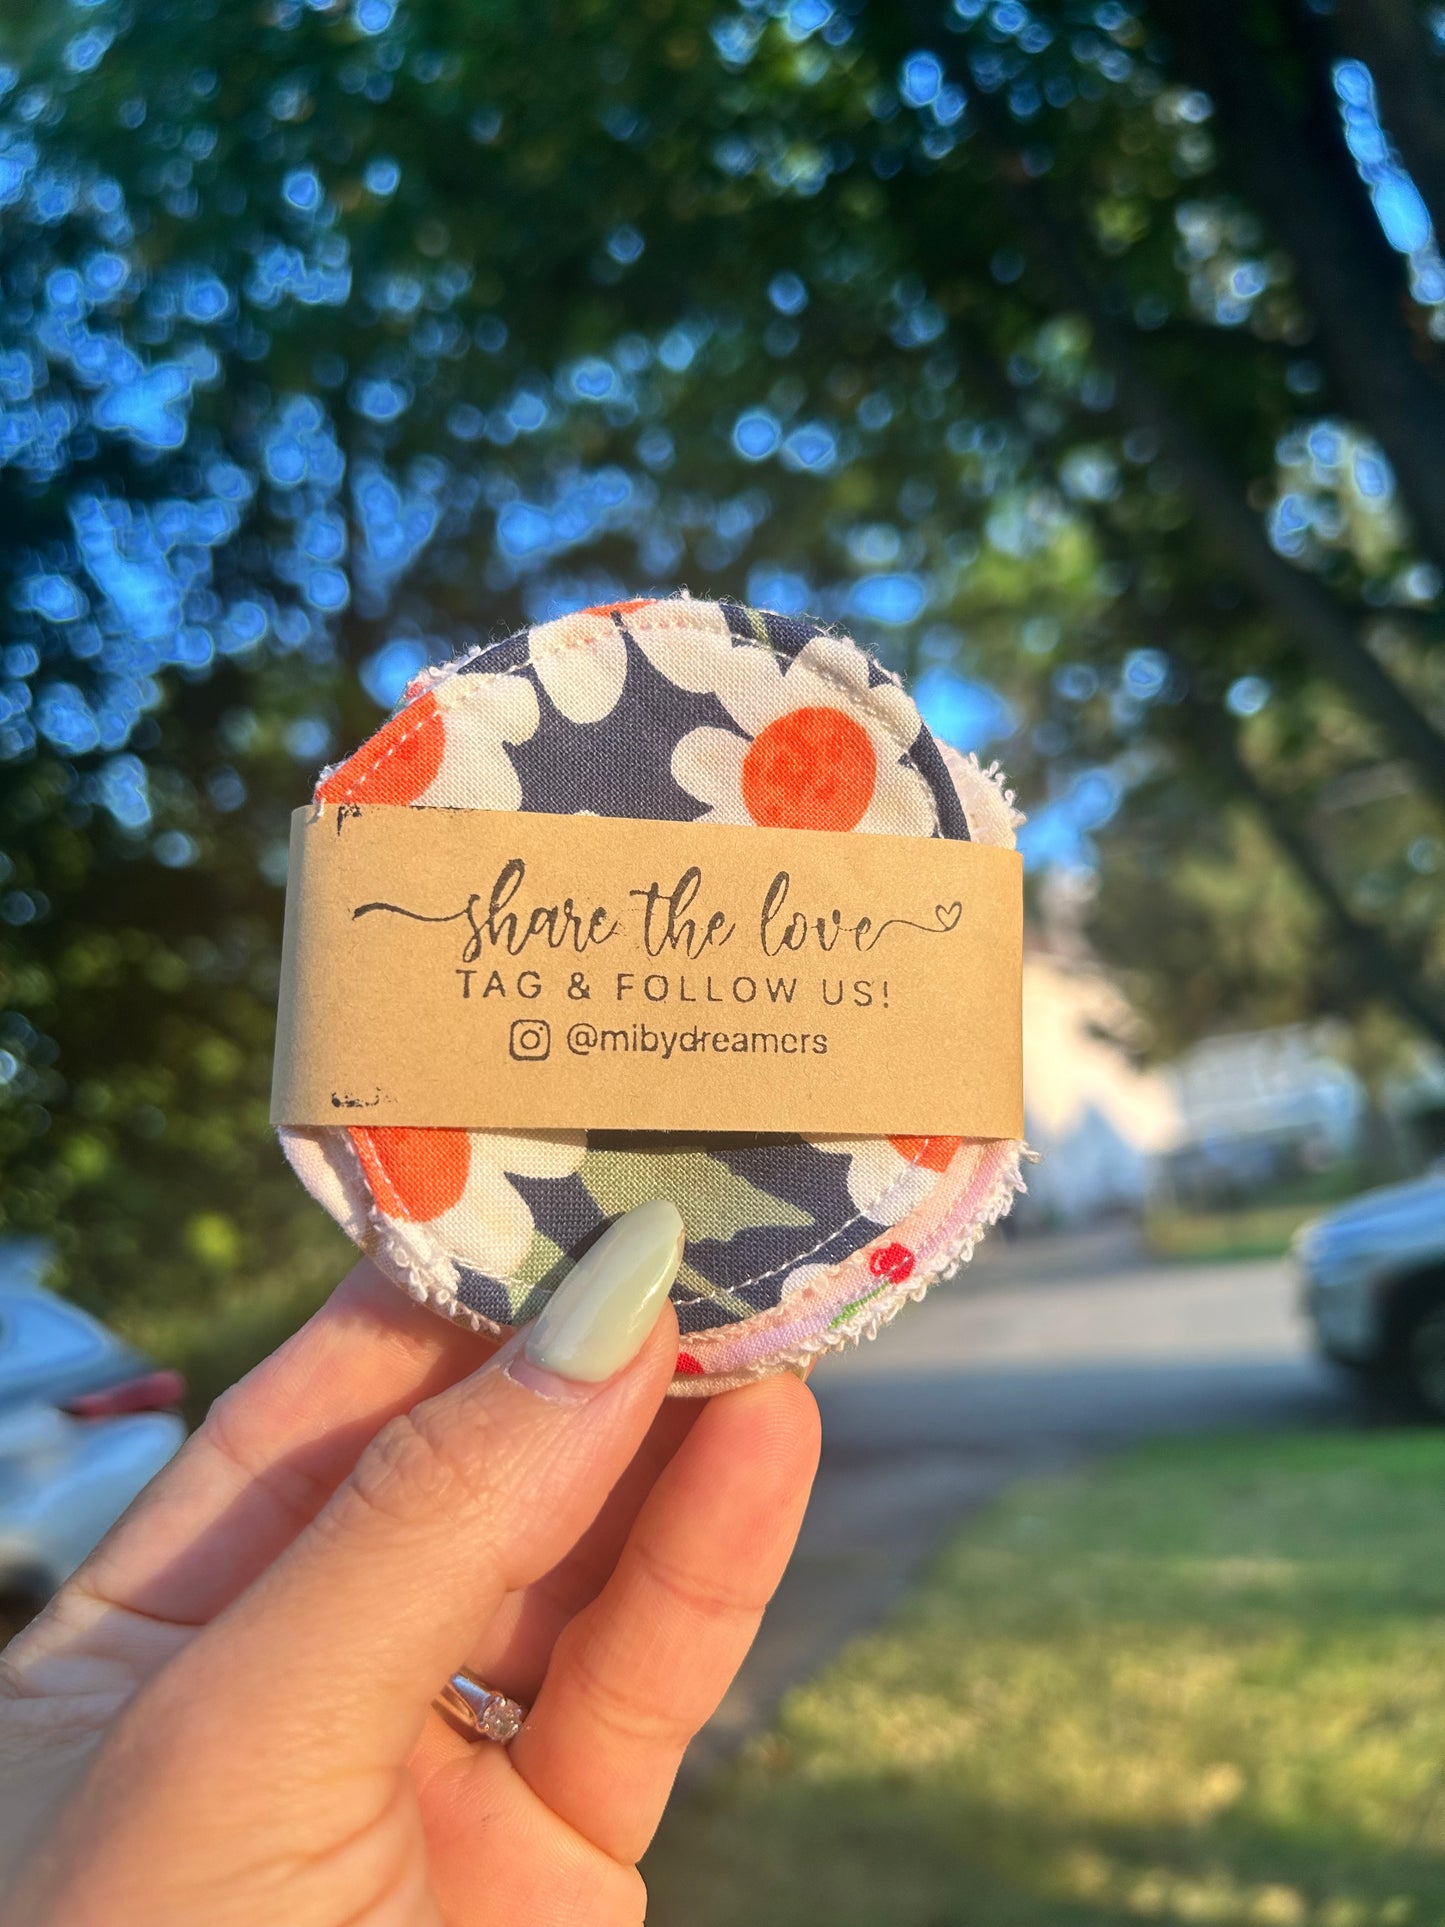 share the love
TAG & FOLLOW US!
@mibydreamers